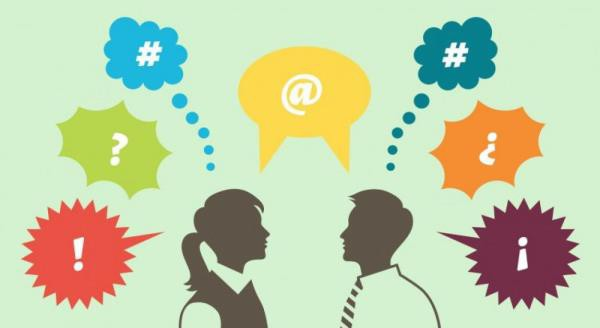 # @ #
? ¿
! ¡